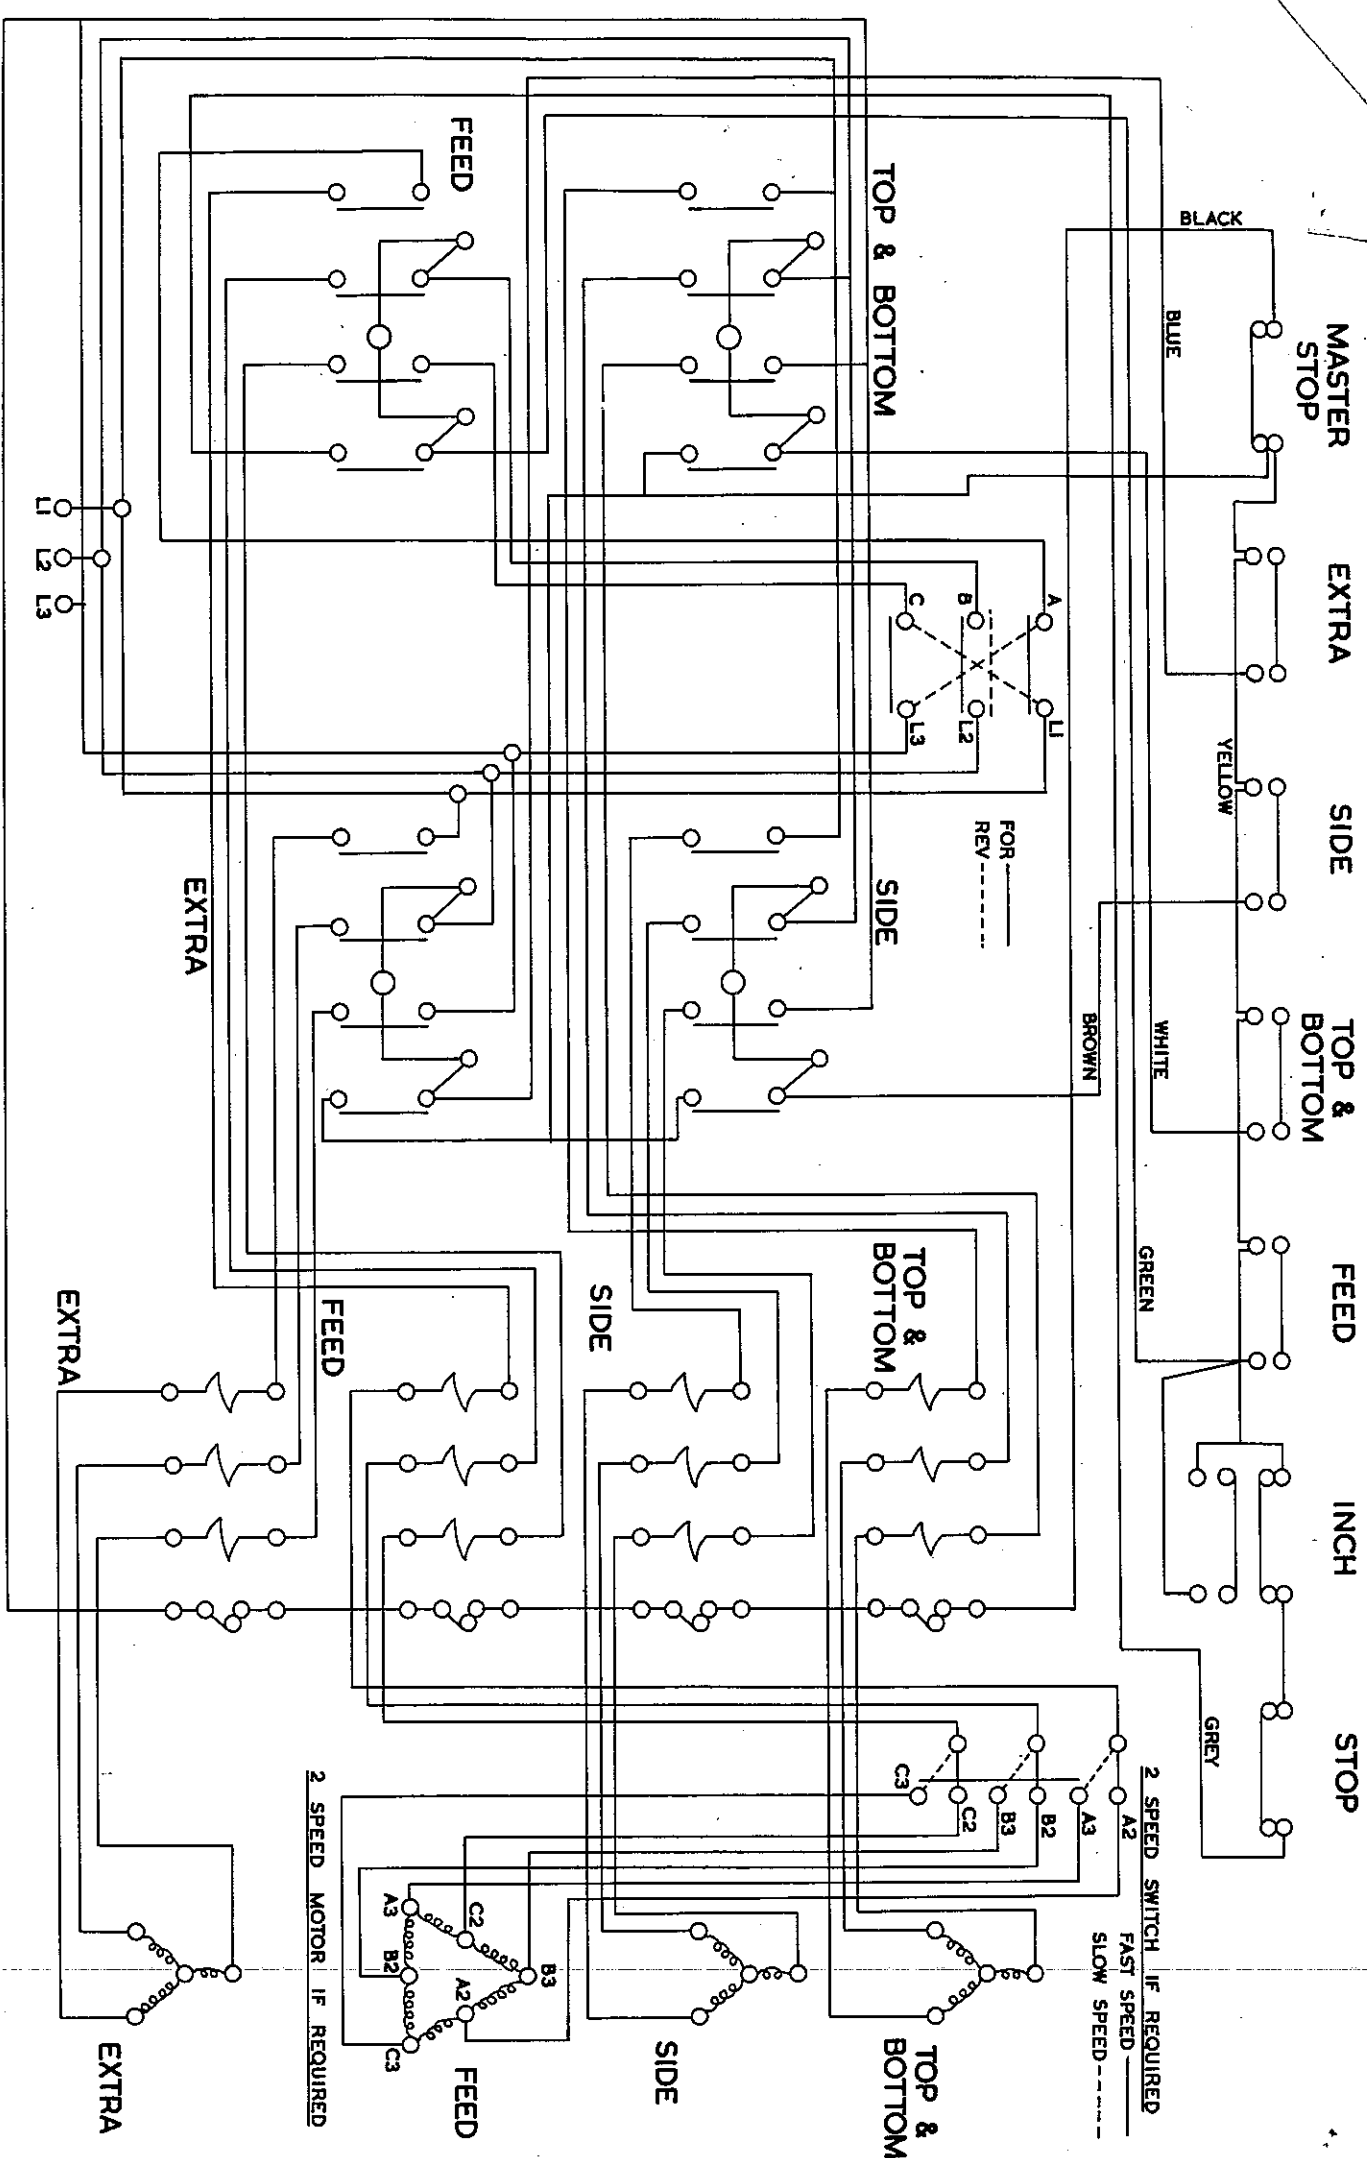 MASTER
STOP
EXTRA
SIDE
TOP &
BOTTOM
FEED
INCH
STOP
BLACK
BLUE
YELLOW
BROWN
WHITE
GREEN
GREY
TOP & BOTTOM
FEED
A
B
C
L1
L2
L3
FOR
REV
SIDE
EXTRA
L1
L2
L3
TOP &
BOTTOM
SIDE
FEED
EXTRA
2 SPEED SWITCH IF REQUIRED
FAST SPEED
SLOW SPEED
A2
A3
B2
B3
C2
C3
TOP &
BOTTOM
SIDE
B3
C2
A2
A3
B2
C3
FEED
2 SPEED MOTOR IF REQUIRED
EXTRA